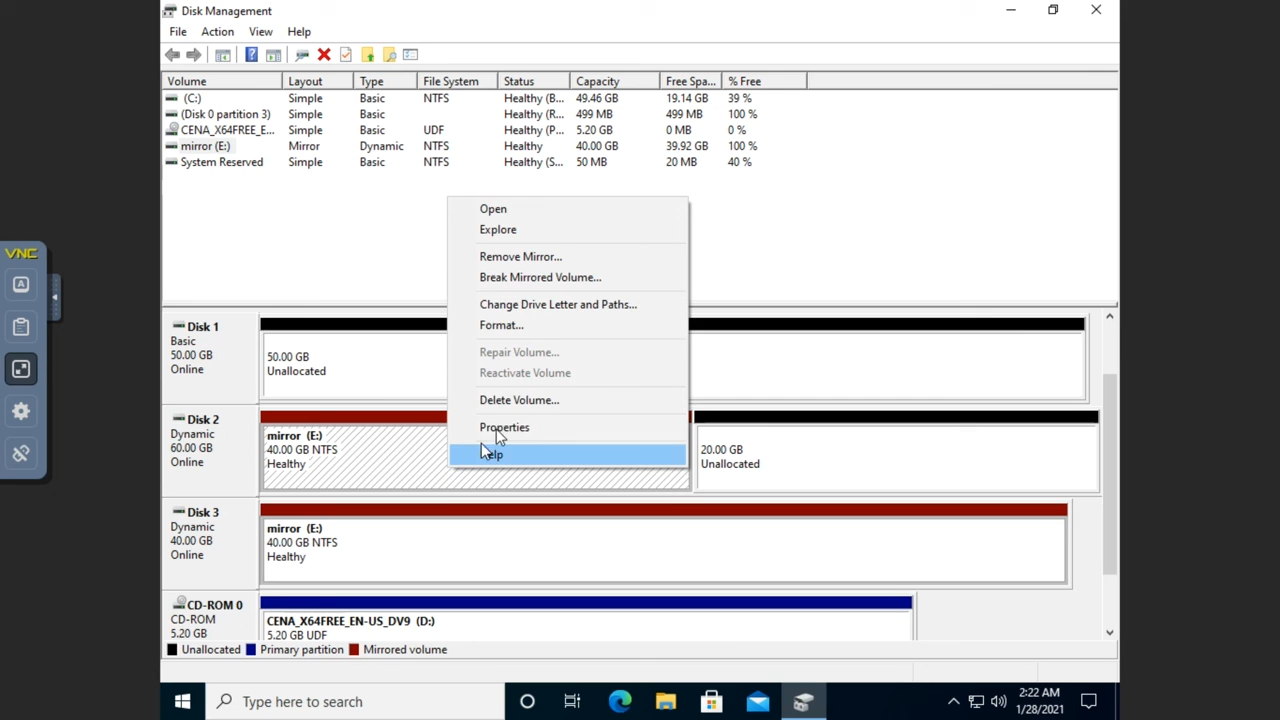 Disk Management
File Action View Help
Volume Layout Type File System Status Capacity Free Spa... % Free
(C:) Simple Basic NTFS Healthy (B... 49.46 GB 19.14 GB 39 %
(Disk 0 partition 3) Simple Basic Healthy (R... 499 MB 499 MB 100 %
CENA_X64FREE_E... Simple Basic UDF Healthy (P... 5.20 GB 0 MB 0 %
mirror (E:) Mirror Dynamic NTFS Healthy 40.00 GB 39.92 GB 100 %
System Reserved Simple Basic NTFS Healthy (S... 50 MB 20 MB 40 %
Open
Explore
Remove Mirror...
Break Mirrored Volume...
Change Drive Letter and Paths...
Format...
Repair Volume...
Reactivate Volume
Delete Volume...
Properties
Help
VNC
A
Disk 1
Basic
50.00 GB
Online
50.00 GB
Unallocated
Disk 2
Dynamic
60.00 GB
Online
mirror (E:)
40.00 GB NTFS
Healthy
20.00 GB
Unallocated
Disk 3
Dynamic
40.00 GB
Online
mirror (E:)
40.00 GB NTFS
Healthy
CD-ROM 0
CD-ROM
5.20 GB
CENA_X64FREE_EN-US_DV9 (D:)
5.20 GB UDF
Unallocated Primary partition Mirrored volume
Type here to search
2:22 AM
1/28/2021